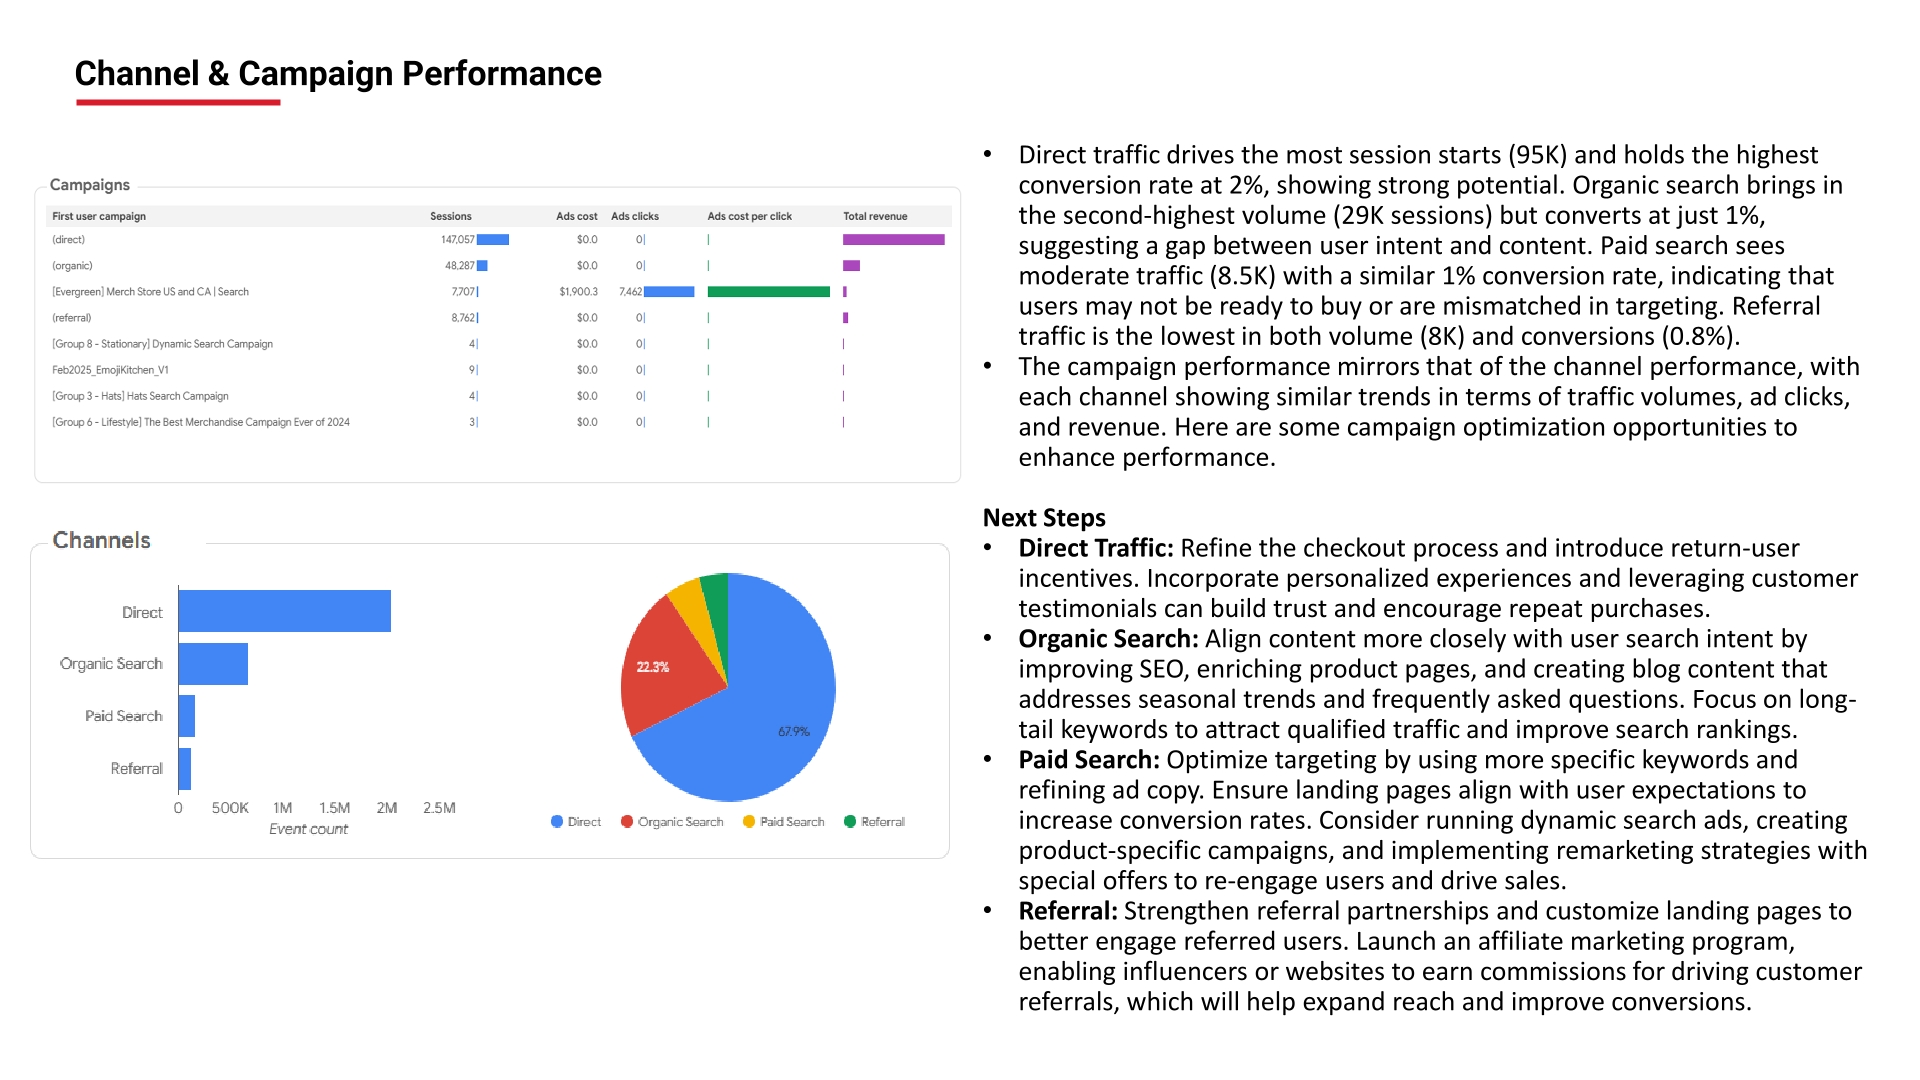 Channel & Campaign Performance
Campaigns
First user campaign Sessions Ads cost Ads clicks Ads cost per click Total revenue
(direct) 147,057 $0.0 0
(organic) 48,287 $0.0 0
[Evergreen] Merch Store US and CA | Search 7,707 $1,900.3 7,462
(referral) 8,762 $0.0 0
[Group 8 - Stationary] Dynamic Search Campaign 4 $0.0 0
Feb2025_EmojiKitchen_V1 9 $0.0 0
[Group 3 - Hats] Hats Search Campaign 4 $0.0 0
[Group 6 - Lifestyle] The Best Merchandise Campaign Ever of 2024 3 $0.0 0
Channels
Direct
Organic Search
Paid Search
Referral
0 500K 1M 1.5M 2M 2.5M
Event count
22.3%
67.9%
Direct Organic Search Paid Search Referral
• Direct traffic drives the most session starts (95K) and holds the highest
conversion rate at 2%, showing strong potential. Organic search brings in
the second-highest volume (29K sessions) but converts at just 1%,
suggesting a gap between user intent and content. Paid search sees
moderate traffic (8.5K) with a similar 1% conversion rate, indicating that
users may not be ready to buy or are mismatched in targeting. Referral
traffic is the lowest in both volume (8K) and conversions (0.8%).
• The campaign performance mirrors that of the channel performance, with
each channel showing similar trends in terms of traffic volumes, ad clicks,
and revenue. Here are some campaign optimization opportunities to
enhance performance.
Next Steps
• Direct Traffic: Refine the checkout process and introduce return-user
incentives. Incorporate personalized experiences and leveraging customer
testimonials can build trust and encourage repeat purchases.
• Organic Search: Align content more closely with user search intent by
improving SEO, enriching product pages, and creating blog content that
addresses seasonal trends and frequently asked questions. Focus on long-
tail keywords to attract qualified traffic and improve search rankings.
• Paid Search: Optimize targeting by using more specific keywords and
refining ad copy. Ensure landing pages align with user expectations to
increase conversion rates. Consider running dynamic search ads, creating
product-specific campaigns, and implementing remarketing strategies with
special offers to re-engage users and drive sales.
• Referral: Strengthen referral partnerships and customize landing pages to
better engage referred users. Launch an affiliate marketing program,
enabling influencers or websites to earn commissions for driving customer
referrals, which will help expand reach and improve conversions.